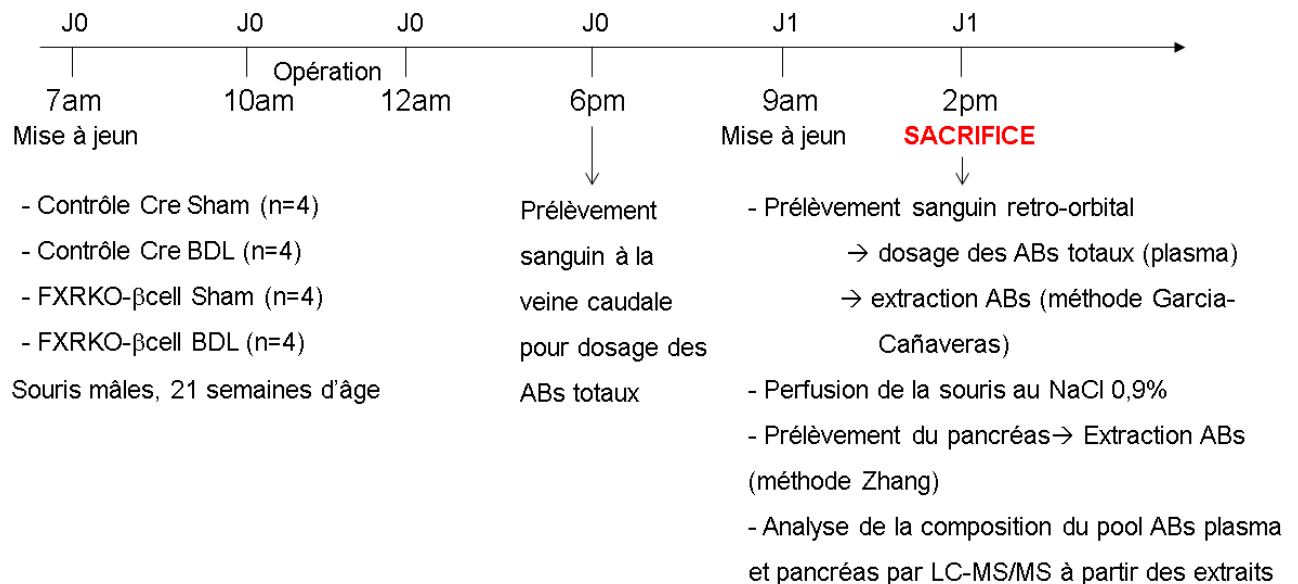 J0 J0 J0 J0 J1 J1
Opération
7am 10am 12am 6pm 9am 2pm
Mise à jeun Mise à jeun SACRIFICE
- Contrôle Cre Sham (n=4)
- Contrôle Cre BDL (n=4)
- FXRKO-βcell Sham (n=4)
- FXRKO-βcell BDL (n=4)
Souris mâles, 21 semaines d'âge
Prélèvement
sanguin à la
veine caudale
pour dosage des
ABs totaux
- Prélèvement sanguin retro-orbital
→ dosage des ABs totaux (plasma)
→ extraction ABs (méthode Garcia-
Cañaveras)
- Perfusion de la souris au NaCl 0,9%
- Prélèvement du pancréas→ Extraction ABs
(méthode Zhang)
- Analyse de la composition du pool ABs plasma
et pancréas par LC-MS/MS à partir des extraits